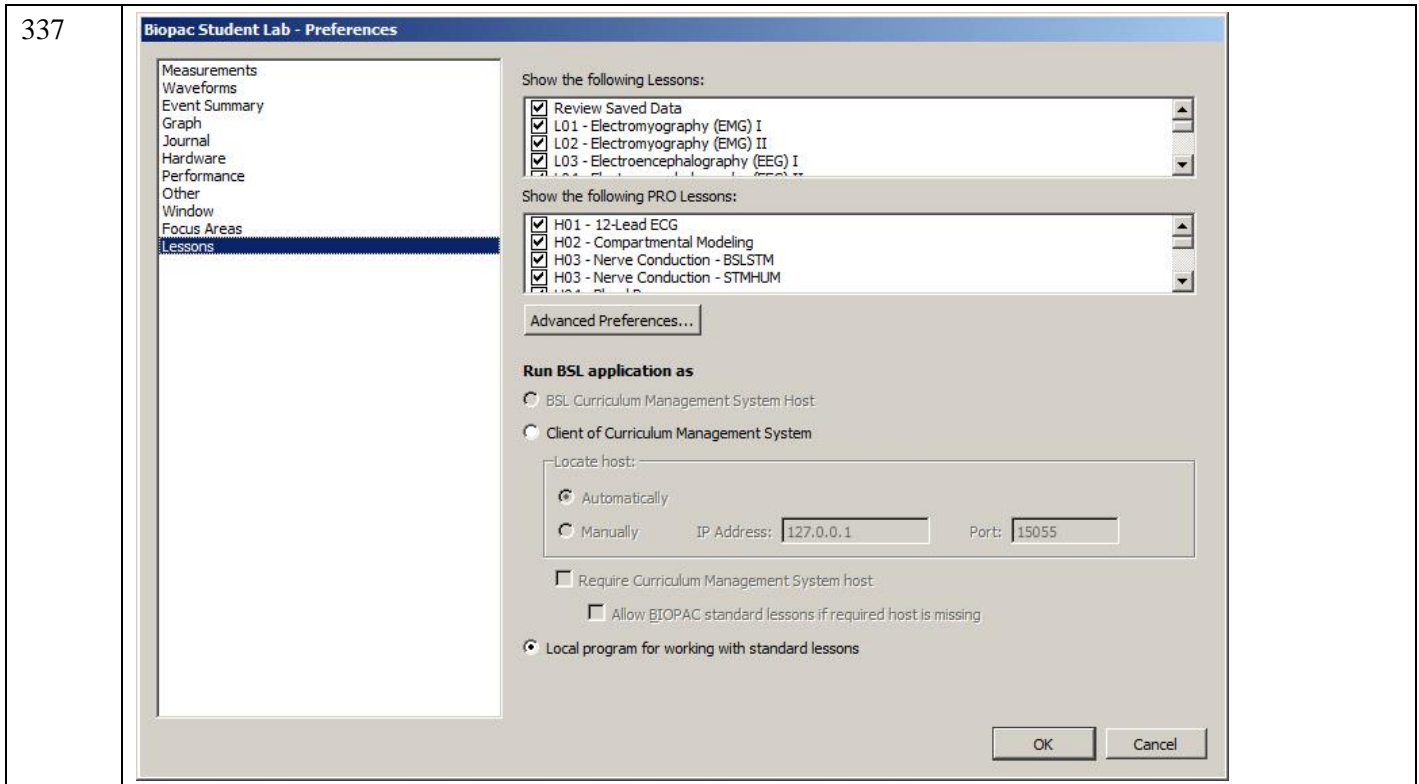 337
Biopac Student Lab - Preferences
Measurements
Waveforms
Event Summary
Graph
Journal
Hardware
Performance
Other
Window
Focus Areas
Lessons
Show the following Lessons:
Review Saved Data
L01 - Electromyography (EMG) I
L02 - Electromyography (EMG) II
L03 - Electroencephalography (EEG) I
Show the following PRO Lessons:
H01 - 12-Lead ECG
H02 - Compartmental Modeling
H03 - Nerve Conduction - BSLSTM
H03 - Nerve Conduction - STMHUM
Advanced Preferences...
Run BSL application as
BSL Curriculum Management System Host
Client of Curriculum Management System
Locate host:
Automatically
Manually IP Address: 127.0.0.1 Port: 15055
Require Curriculum Management System host
Allow BIOPAC standard lessons if required host is missing
Local program for working with standard lessons
OK Cancel